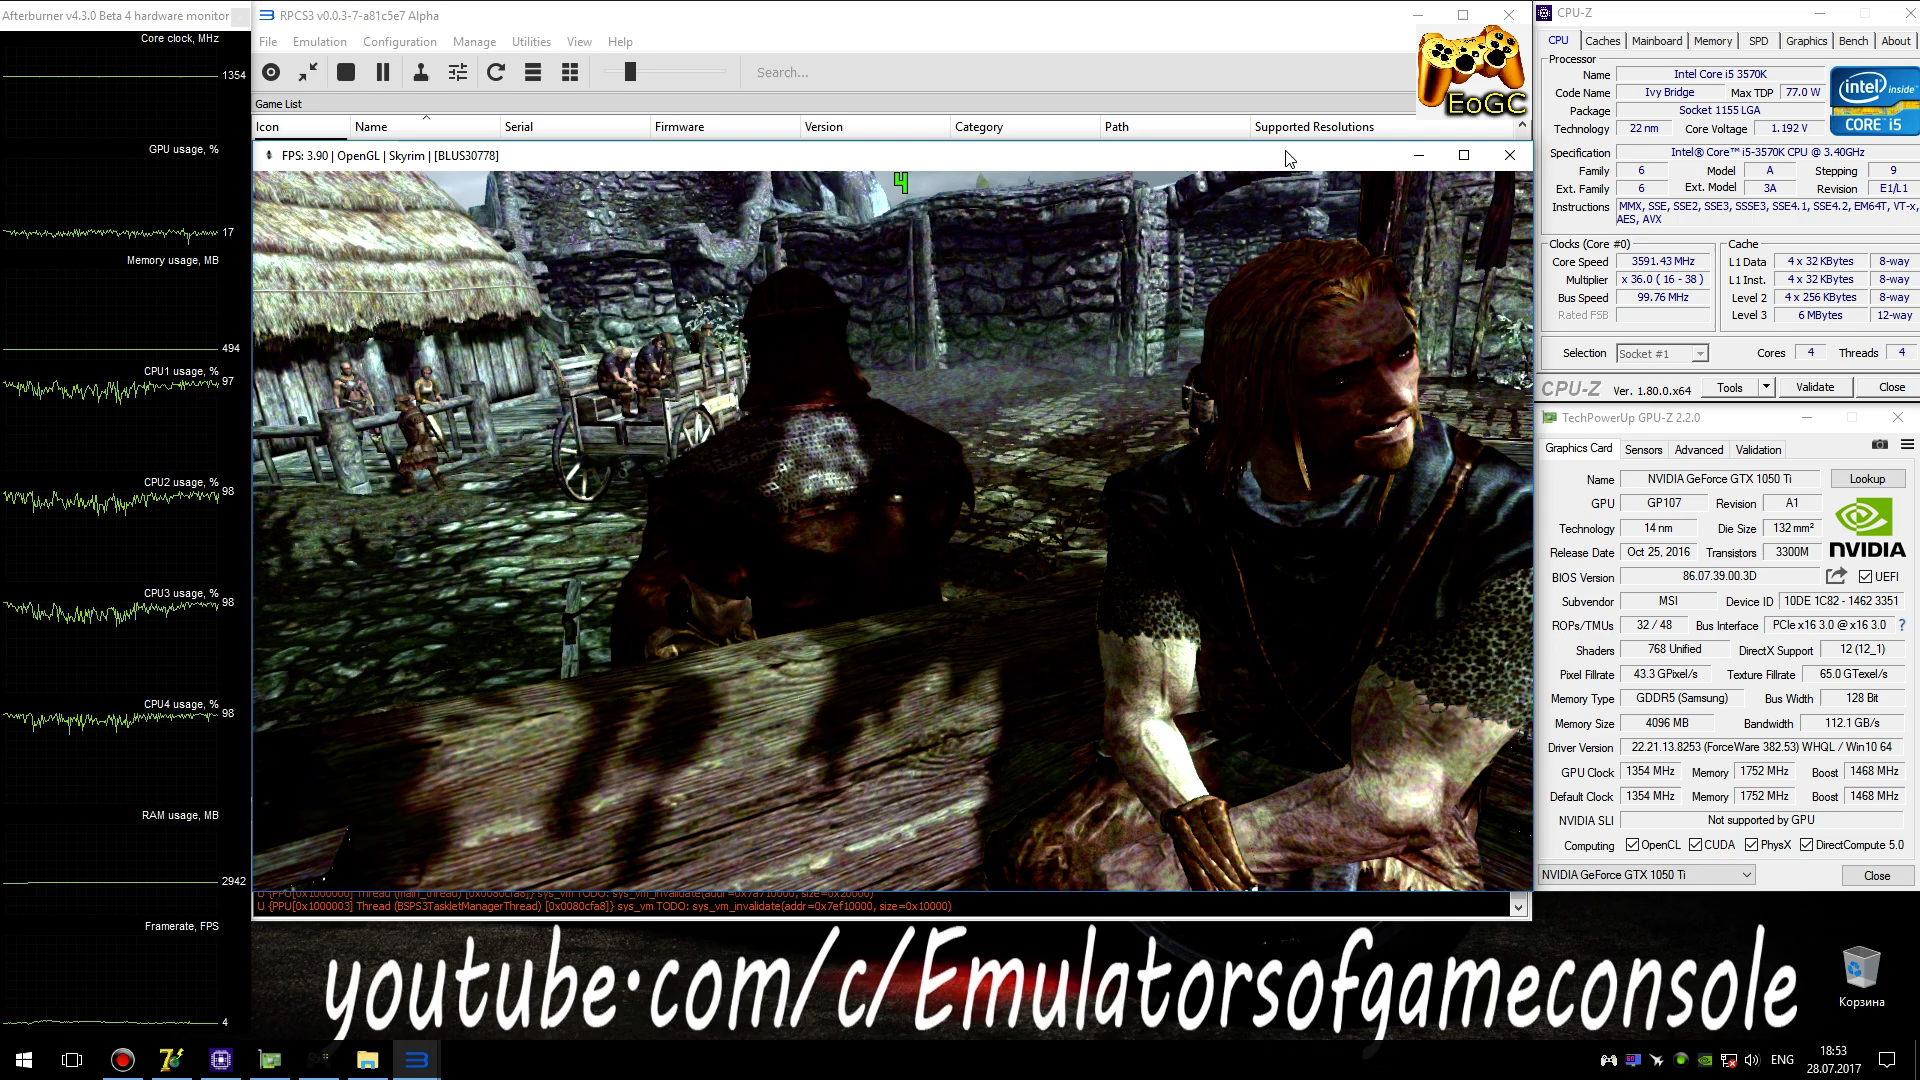 Afterburner v4.3.0 Beta 4 hardware monitor
Core clock, MHz
1354
GPU usage, %
17
Memory usage, MB
494
CPU1 usage, %
97
CPU2 usage, %
98
CPU3 usage, %
98
CPU4 usage, %
98
RAM usage, MB
2942
Framerate, FPS
4
RPCS3 v0.0.3-7-a81c5e7 Alpha
File Emulation Configuration Manage Utilities View Help
Search...
EoGC
Game List
Icon Name Serial Firmware Version Category Path Supported Resolutions
FPS: 3.90 | OpenGL | Skyrim | [BLUS30778]
4
U {PPU[0x1000000] Thread (main_thread) [0x0080cfa8]} sys_vm TODO: sys_vm_invalidate(addr=0x7a710000, size=0x20000)
U {PPU[0x1000003] Thread (BSPS3TaskletManagerThread) [0x0080cfa8]} sys_vm TODO: sys_vm_invalidate(addr=0x7ef10000, size=0x10000)
CPU-Z
CPU Caches Mainboard Memory SPD Graphics Bench About
Processor
Name Intel Core i5 3570K
Code Name Ivy Bridge Max TDP 77.0 W
Package Socket 1155 LGA
Technology 22 nm Core Voltage 1.192 V
intel inside™
CORE i5
Specification Intel® Core™ i5-3570K CPU @ 3.40GHz
Family 6 Model A Stepping 9
Ext. Family 6 Ext. Model 3A Revision E1/L1
Instructions MMX, SSE, SSE2, SSE3, SSSE3, SSE4.1, SSE4.2, EM64T, VT-x,
AES, AVX
Clocks (Core #0) Cache
Core Speed 3591.43 MHz L1 Data 4 x 32 KBytes 8-way
Multiplier x 36.0 ( 16 - 38 ) L1 Inst. 4 x 32 KBytes 8-way
Bus Speed 99.76 MHz Level 2 4 x 256 KBytes 8-way
Rated FSB Level 3 6 MBytes 12-way
Selection Socket #1 Cores 4 Threads 4
CPU-Z Ver. 1.80.0.x64 Tools Validate Close
TechPowerUp GPU-Z 2.2.0
Graphics Card Sensors Advanced Validation
Name NVIDIA GeForce GTX 1050 Ti Lookup
GPU GP107 Revision A1
Technology 14 nm Die Size 132 mm²
Release Date Oct 25, 2016 Transistors 3300M
NVIDIA
BIOS Version 86.07.39.00.3D UEFI
Subvendor MSI Device ID 10DE 1C82 - 1462 3351
ROPs/TMUs 32 / 48 Bus Interface PCIe x16 3.0 @ x16 3.0 ?
Shaders 768 Unified DirectX Support 12 (12_1)
Pixel Fillrate 43.3 GPixel/s Texture Fillrate 65.0 GTexel/s
Memory Type GDDR5 (Samsung) Bus Width 128 Bit
Memory Size 4096 MB Bandwidth 112.1 GB/s
Driver Version 22.21.13.8253 (ForceWare 382.53) WHQL / Win10 64
GPU Clock 1354 MHz Memory 1752 MHz Boost 1468 MHz
Default Clock 1354 MHz Memory 1752 MHz Boost 1468 MHz
NVIDIA SLI Not supported by GPU
Computing OpenCL CUDA PhysX DirectCompute 5.0
NVIDIA GeForce GTX 1050 Ti Close
youtube.com/c/Emulatorsofgameconsole
Корзина
ENG 18:53
28.07.2017